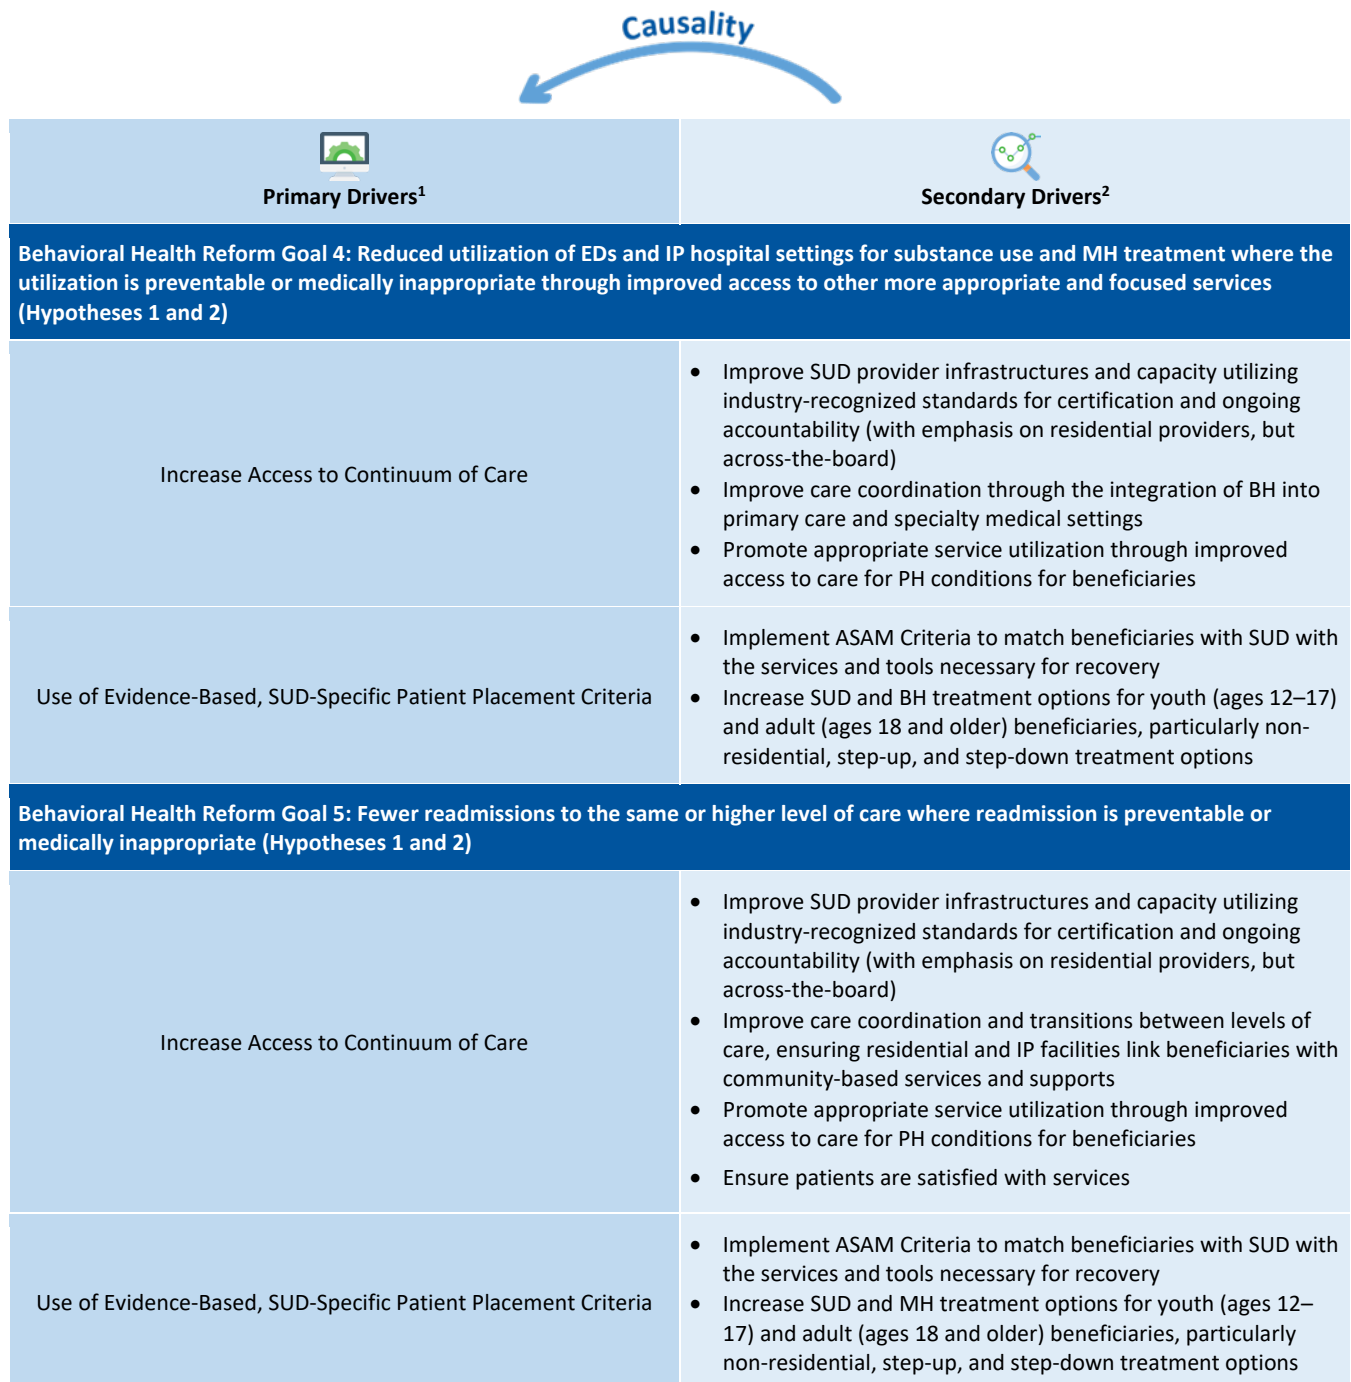 Causality
Primary Drivers1
Secondary Drivers2
Behavioral Health Reform Goal 4: Reduced utilization of EDs and IP hospital settings for substance use and MH treatment where the
utilization is preventable or medically inappropriate through improved access to other more appropriate and focused services
(Hypotheses 1 and 2)
Increase Access to Continuum of Care
• Improve SUD provider infrastructures and capacity utilizing
industry-recognized standards for certification and ongoing
accountability (with emphasis on residential providers, but
across-the-board)
• Improve care coordination through the integration of BH into
primary care and specialty medical settings
• Promote appropriate service utilization through improved
access to care for PH conditions for beneficiaries
Use of Evidence-Based, SUD-Specific Patient Placement Criteria
• Implement ASAM Criteria to match beneficiaries with SUD with
the services and tools necessary for recovery
• Increase SUD and BH treatment options for youth (ages 12–17)
and adult (ages 18 and older) beneficiaries, particularly non-
residential, step-up, and step-down treatment options
Behavioral Health Reform Goal 5: Fewer readmissions to the same or higher level of care where readmission is preventable or
medically inappropriate (Hypotheses 1 and 2)
Increase Access to Continuum of Care
• Improve SUD provider infrastructures and capacity utilizing
industry-recognized standards for certification and ongoing
accountability (with emphasis on residential providers, but
across-the-board)
• Improve care coordination and transitions between levels of
care, ensuring residential and IP facilities link beneficiaries with
community-based services and supports
• Promote appropriate service utilization through improved
access to care for PH conditions for beneficiaries
• Ensure patients are satisfied with services
Use of Evidence-Based, SUD-Specific Patient Placement Criteria
• Implement ASAM Criteria to match beneficiaries with SUD with
the services and tools necessary for recovery
• Increase SUD and MH treatment options for youth (ages 12–
17) and adult (ages 18 and older) beneficiaries, particularly
non-residential, step-up, and step-down treatment options